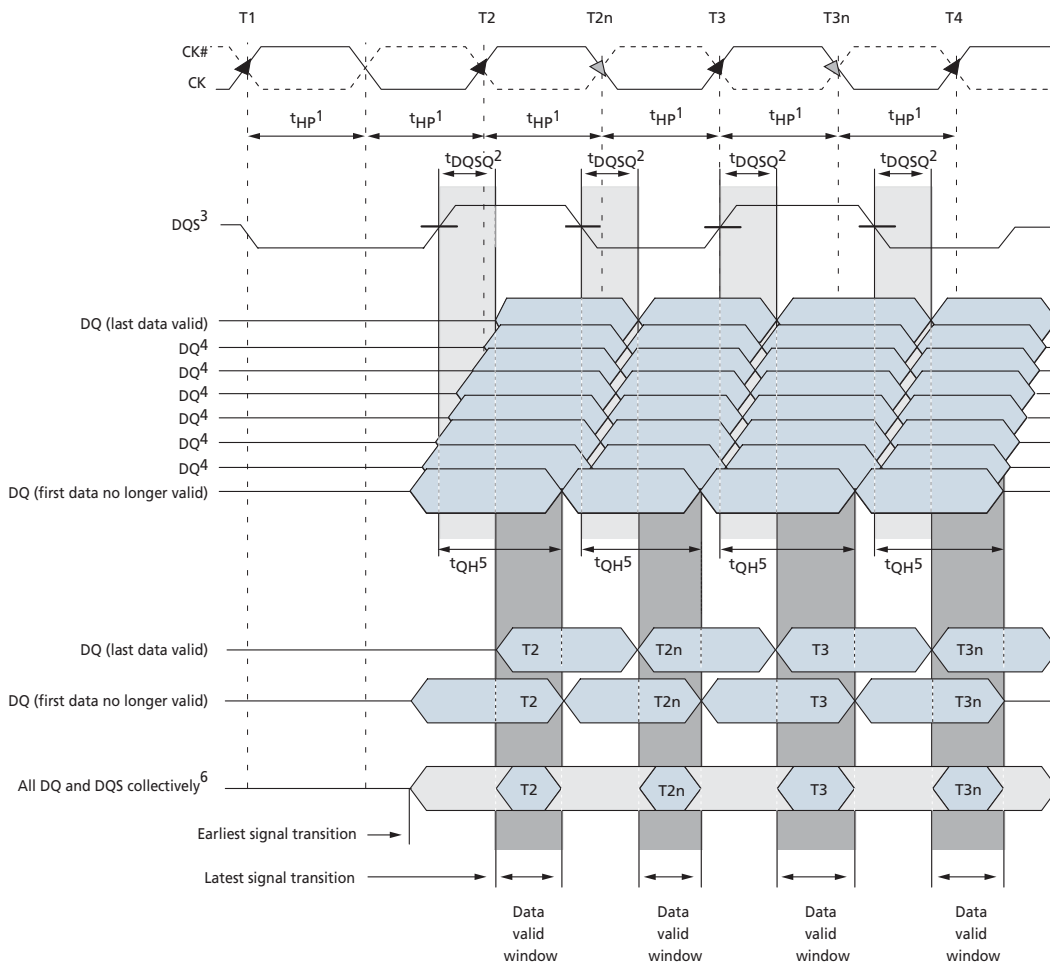 T1 T2 T2n T3 T3n T4
CK#
CK
tHP1 tHP1 tHP1 tHP1 tHP1 tHP1
tDQSQ2 tDQSQ2 tDQSQ2 tDQSQ2
DQS3
DQ (last data valid)
DQ4
DQ4
DQ4
DQ4
DQ4
DQ4
DQ (first data no longer valid)
tQH5 tQH5 tQH5 tQH5
DQ (last data valid) T2 T2n T3 T3n
DQ (first data no longer valid) T2 T2n T3 T3n
All DQ and DQS collectively6 T2 T2n T3 T3n
Earliest signal transition
Latest signal transition
Data Data Data Data
valid valid valid valid
window window window window